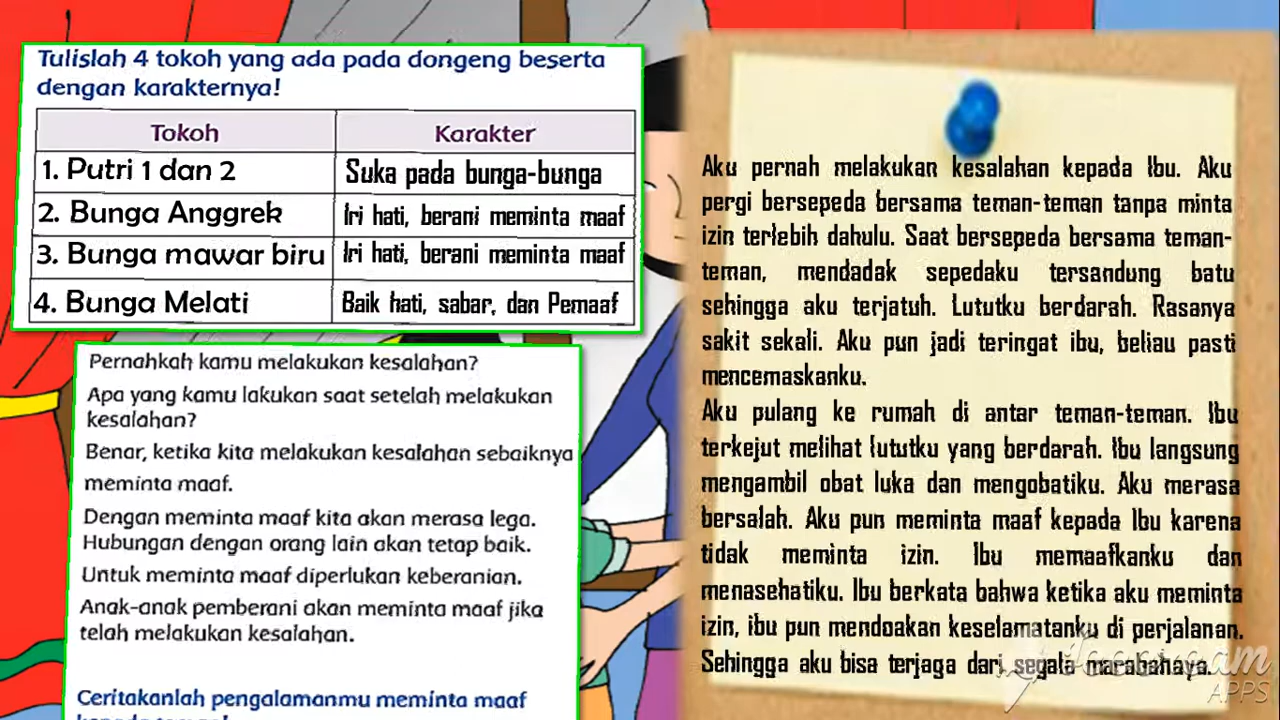 Tulislah 4 tokoh yang ada pada dongeng beserta
dengan karakternya!
Tokoh Karakter
1. Putri 1 dan 2 Suka pada bunga-bunga
2. Bunga Anggrek Iri hati, berani meminta maaf
3. Bunga mawar biru Iri hati, berani meminta maaf
4. Bunga Melati Baik hati, sabar, dan Pemaaf
Pernahkah kamu melakukan kesalahan?
Apa yang kamu lakukan saat setelah melakukan
kesalahan?
Benar, ketika kita melakukan kesalahan sebaiknya
meminta maaf.
Dengan meminta maaf kita akan merasa lega.
Hubungan dengan orang lain akan tetap baik.
Untuk meminta maaf diperlukan keberanian.
Anak-anak pemberani akan meminta maaf jika
telah melakukan kesalahan.
Ceritakanlah pengalamanmu meminta maaf
Aku pernah melakukan kesalahan kepada Ibu. Aku
pergi bersepeda bersama teman-teman tanpa minta
izin terlebih dahulu. Saat bersepeda bersama teman-
teman, mendadak sepedaku tersandung batu
sehingga aku terjatuh. Lututku berdarah. Rasanya
sakit sekali. Aku pun jadi teringat ibu, beliau pasti
mencemaskanku.
Aku pulang ke rumah di antar teman-teman. Ibu
terkejut melihat lututku yang berdarah. Ibu langsung
mengambil obat luka dan mengobatiku. Aku merasa
bersalah. Aku pun meminta maaf kepada Ibu karena
tidak meminta izin. Ibu memaafkanku dan
menasehatiku. Ibu berkata bahwa ketika aku meminta
izin, ibu pun mendoakan keselamatanku di perjalanan.
Sehingga aku bisa terjaga dari segala marabahaya.
APPS